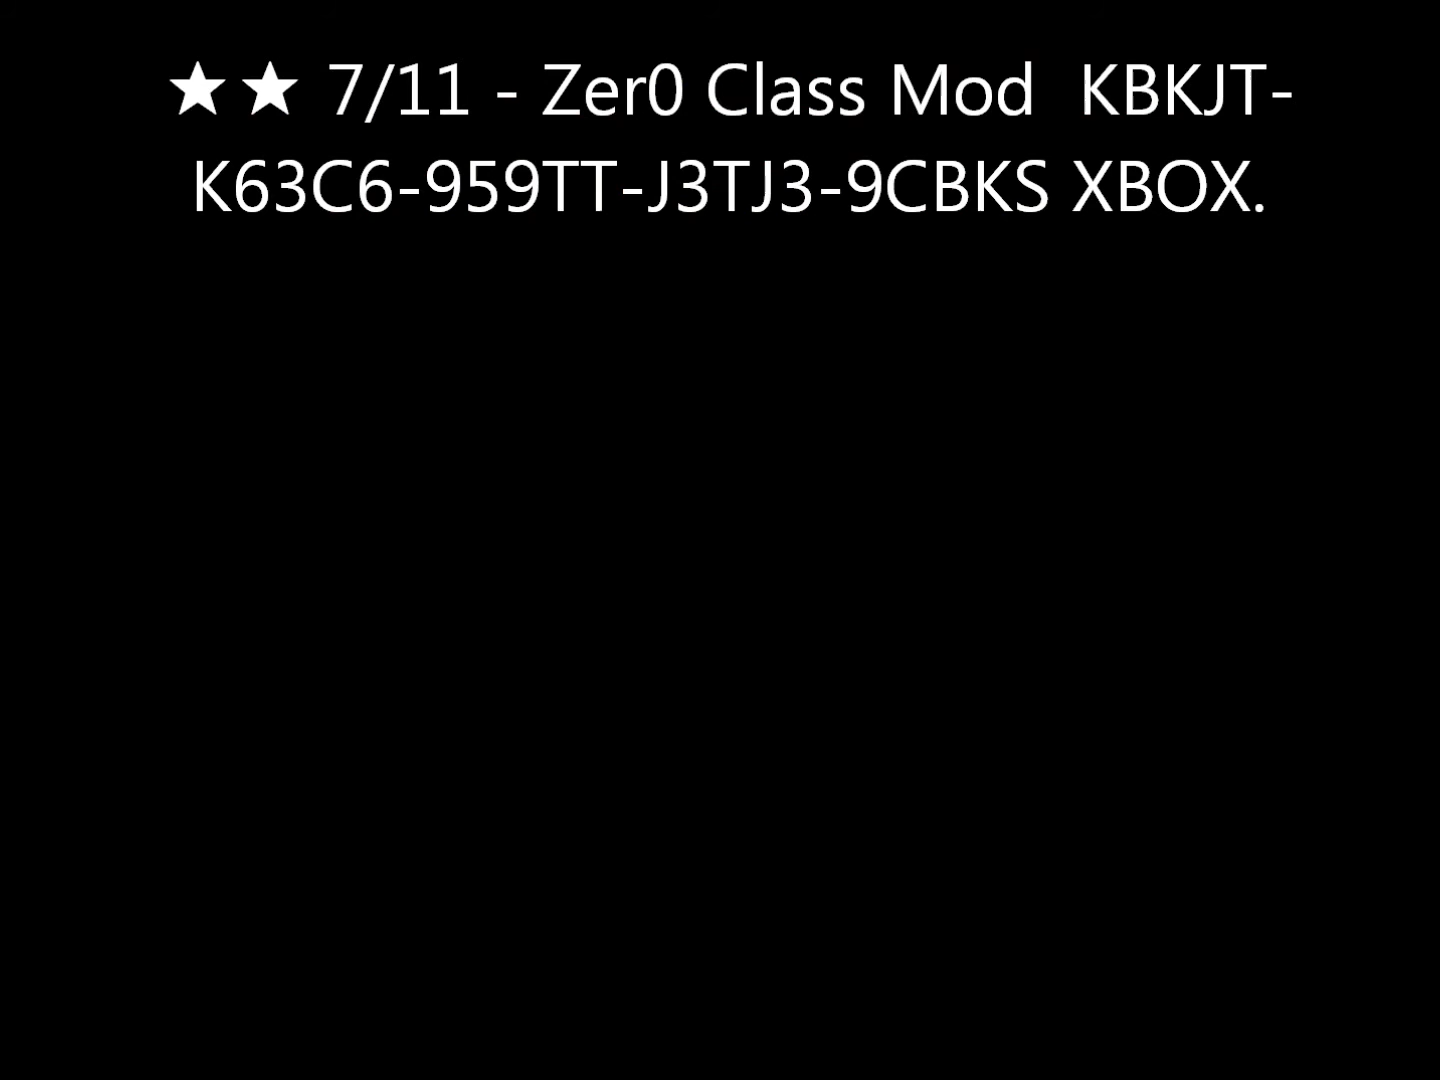 ★★ 7/11 - Zer0 Class Mod  KBKJT-
K63C6-959TT-J3TJ3-9CBKS XBOX.